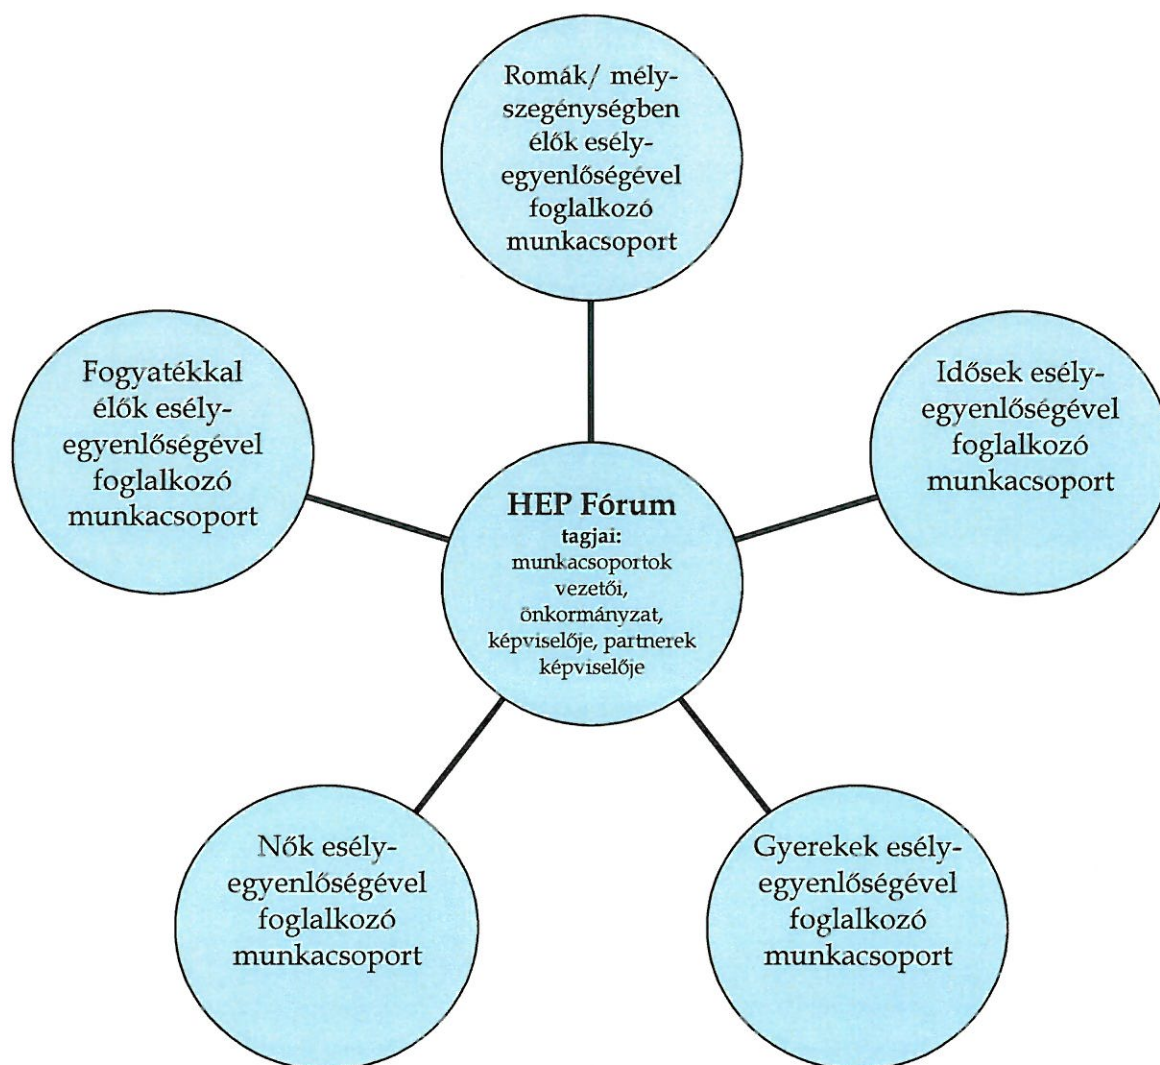 Romák/ mély-
szegénységben
élők esély-
egyenlőségével
foglalkozó
munkacsoport
Fogyatékkal
élők esély-
egyenlőségével
foglalkozó
munkacsoport
Idősek esély-
egyenlőségével
foglalkozó
munkacsoport
HEP Fórum
tagjai:
munkacsoportok
vezetői,
önkormányzat,
képviselője, partnerek
képviselője
Nők esély-
egyenlőségével
foglalkozó
munkacsoport
Gyerekek esély-
egyenlőségével
foglalkozó
munkacsoport